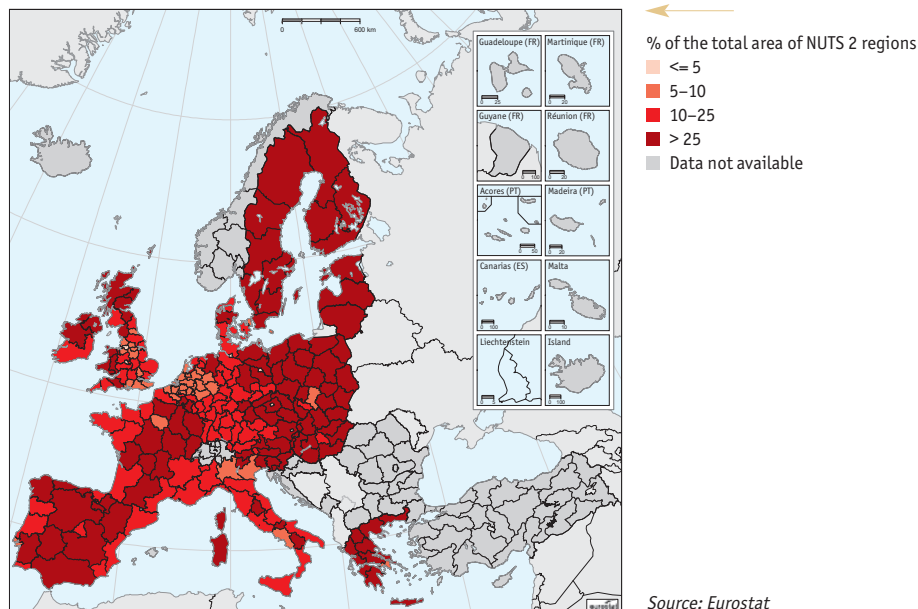 0 600 km
Guadeloupe (FR)
0 25
Martinique (FR)
0 20
Guyane (FR)
0 100
Réunion (FR)
0 20
Acores (PT)
0 50
Madeira (PT)
0 20
Canarias (ES)
0 100
Malta
0 10
Liechtenstein
0 5
Island
0 100
eurostat
% of the total area of NUTS 2 regions
<= 5
5–10
10–25
> 25
Data not available
Source: Eurostat